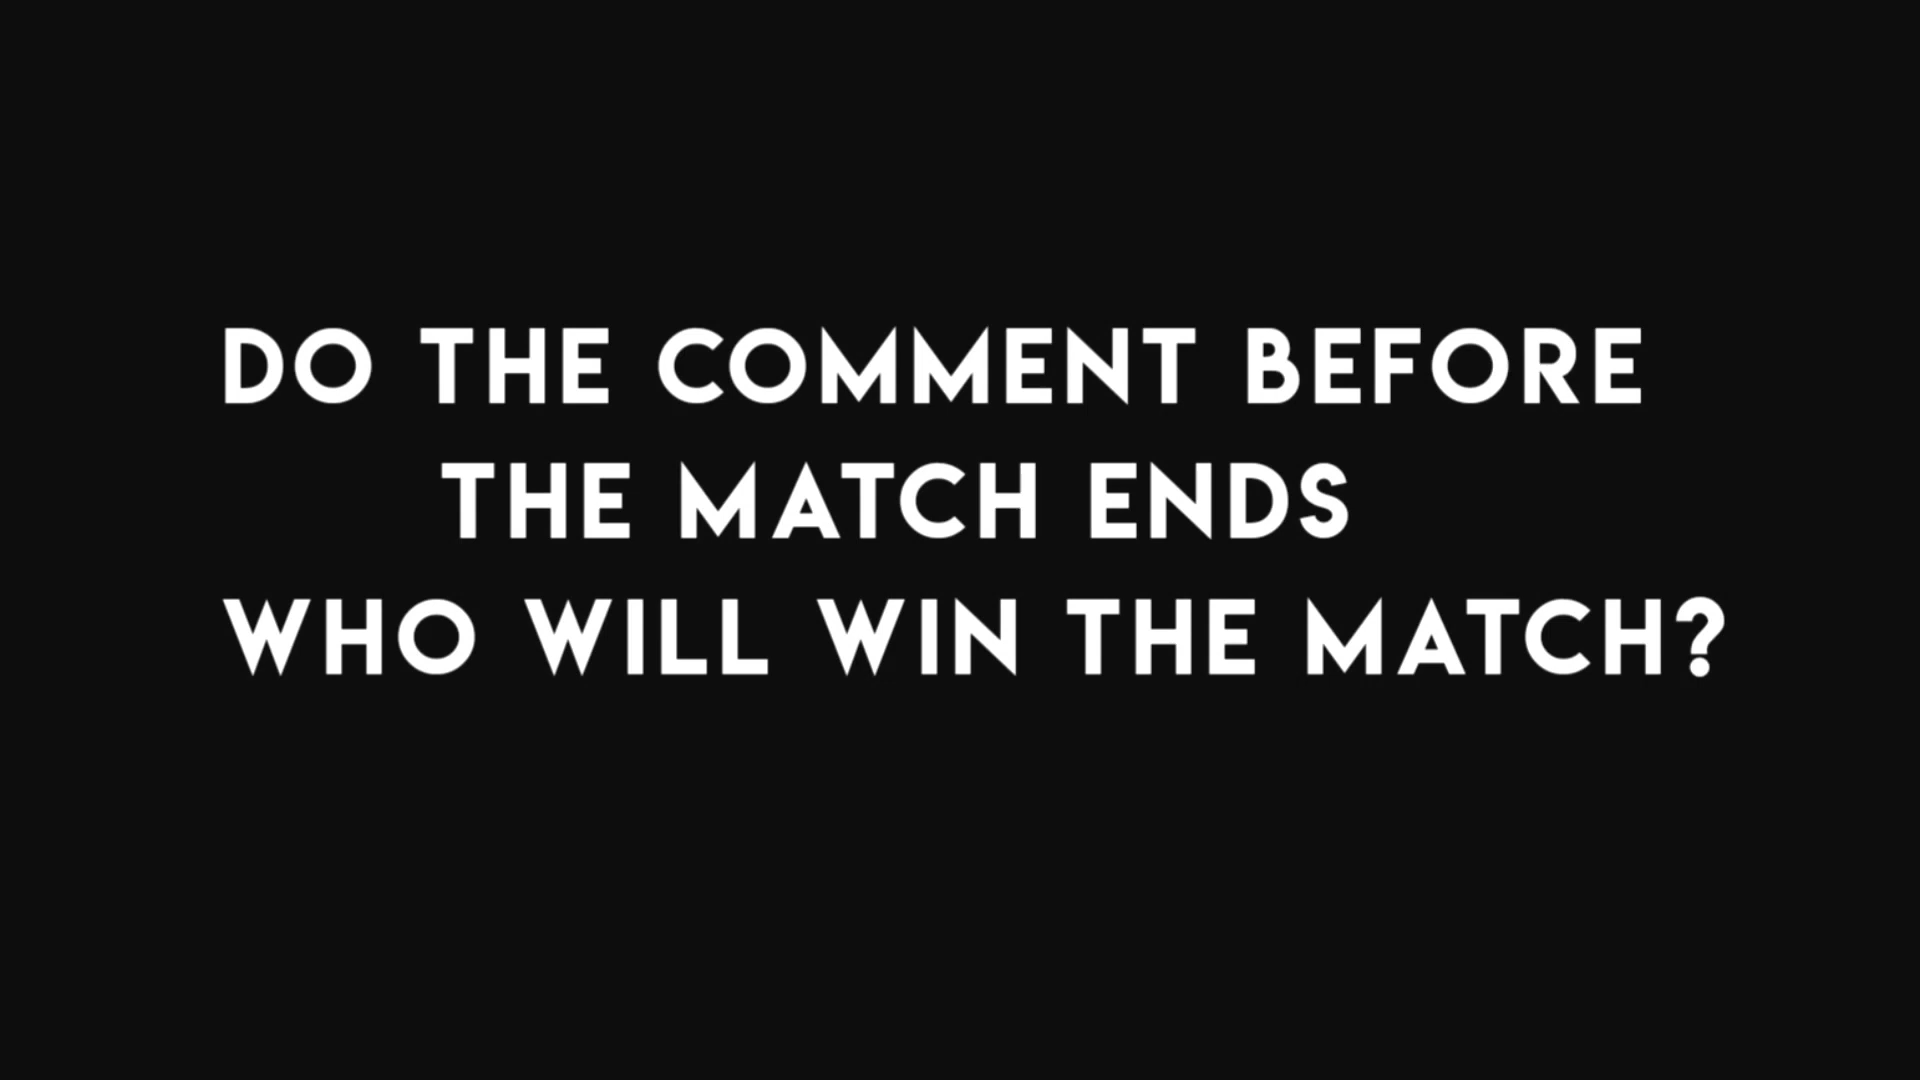 DO THE COMMENT BEFORE
THE MATCH ENDS
WHO WILL WIN THE MATCH?